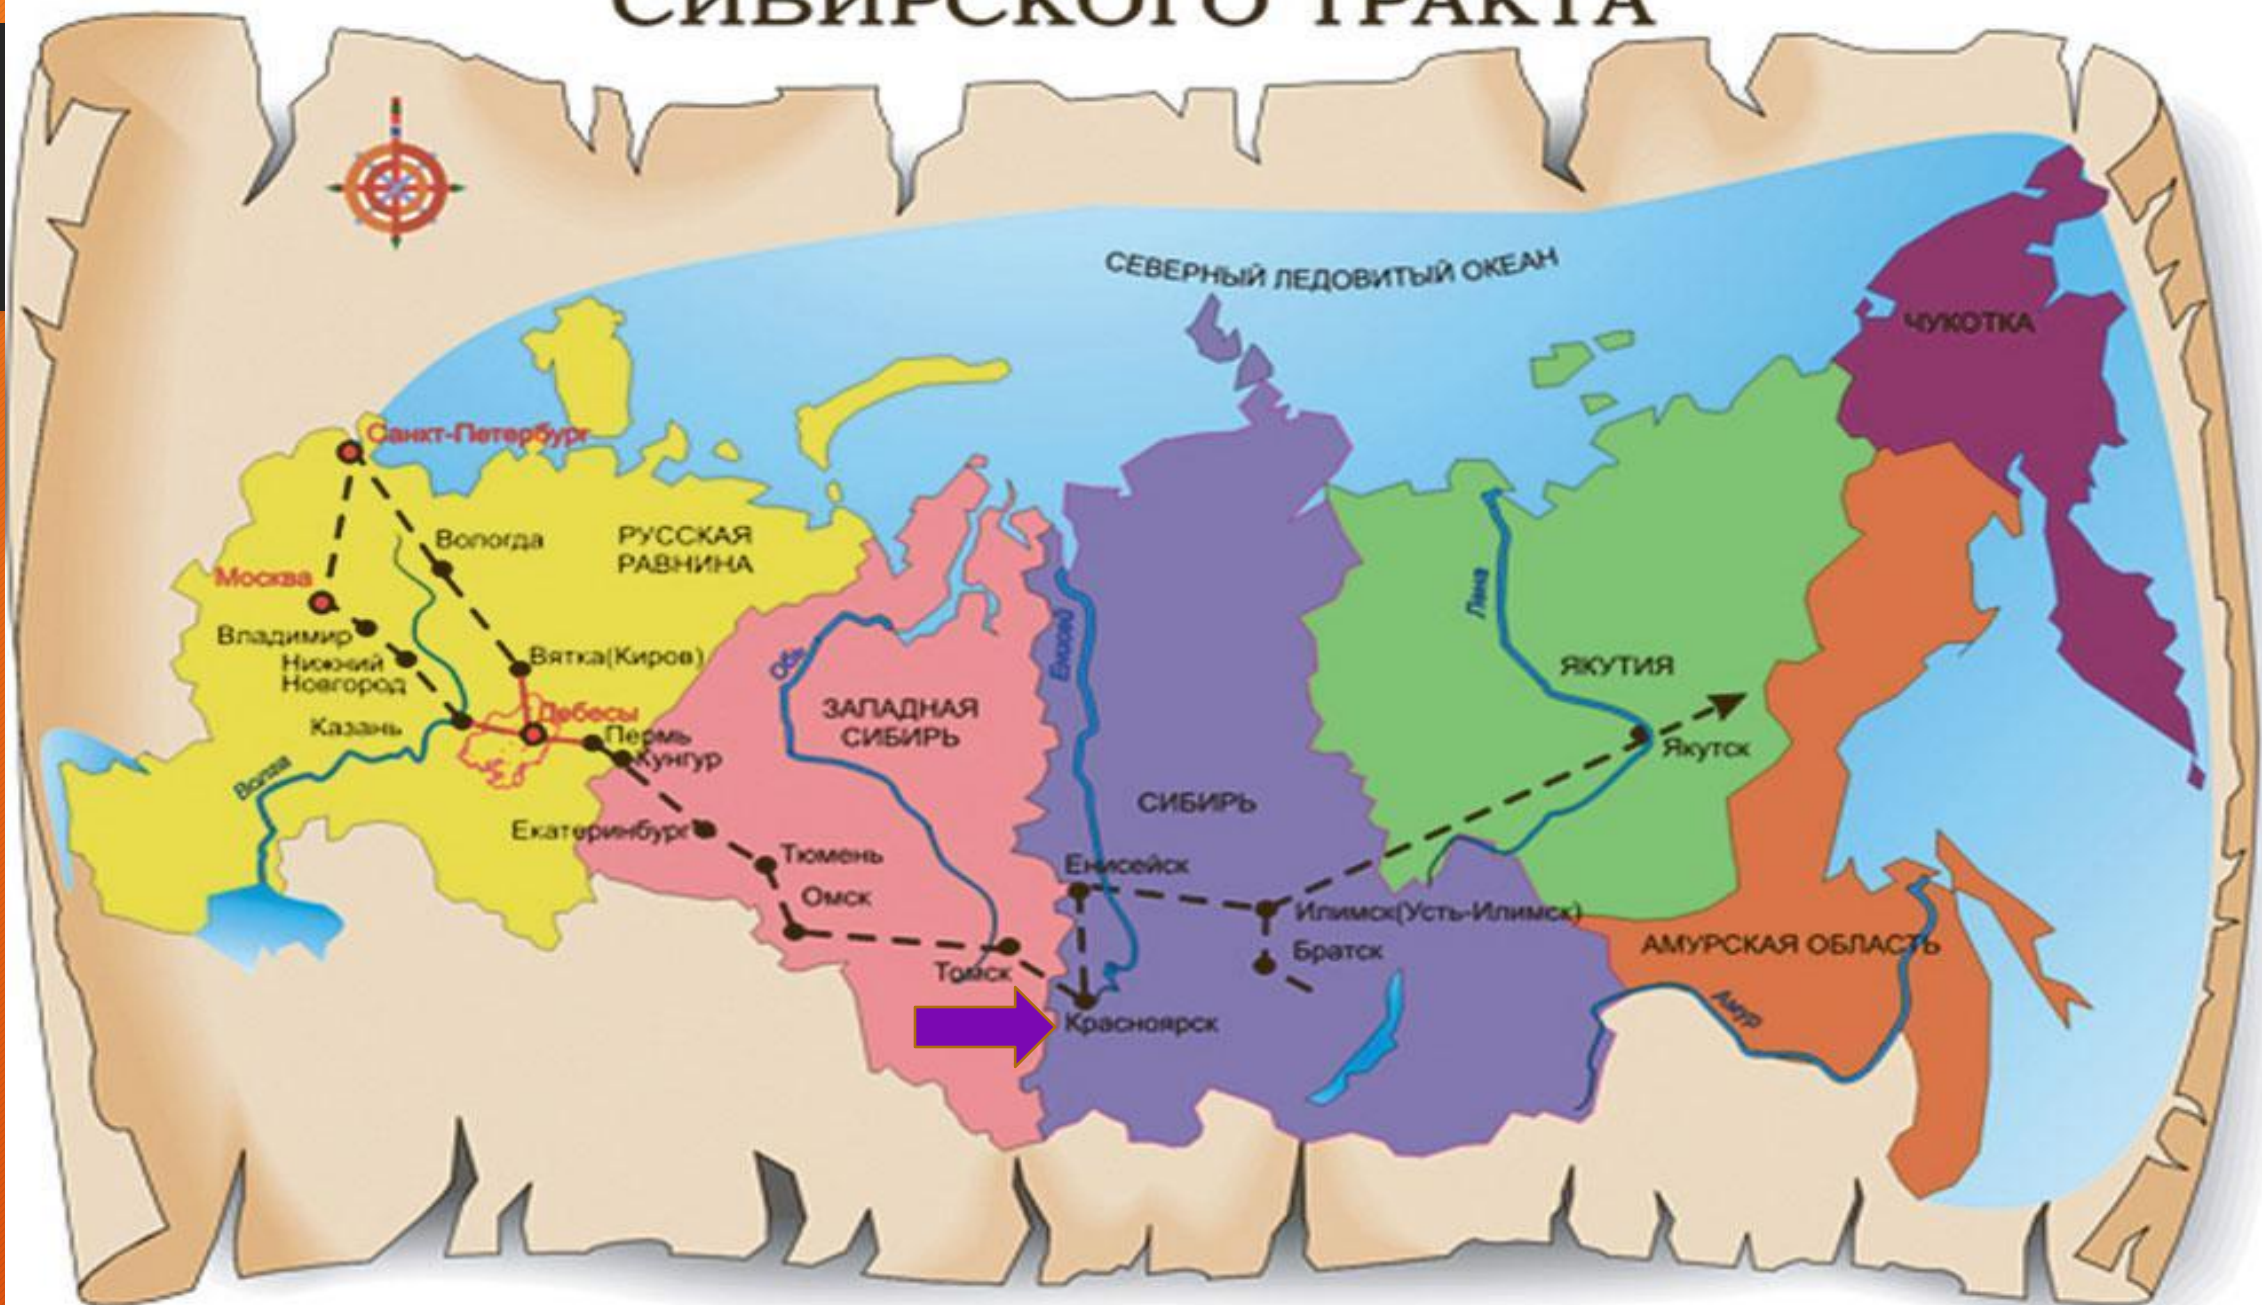 СИБИРСКОГО ТРАКТА
СЕВЕРНЫЙ ЛЕДОВИТЫЙ ОКЕАН
ЧУКОТКА
Санкт-Петербург
Вологда
РУССКАЯ
РАВНИНА
Москва
Владимир
Нижний
Новгород
Вятка(Киров)
Казань
Дебесы
Пермь
Кунгур
Волга
Екатеринбург
Тюмень
Омск
Обь
ЗАПАДНАЯ
СИБИРЬ
Томск
Енисей
СИБИРЬ
Енисейск
Красноярск
Илимск(Усть-Илимск)
Братск
Лена
ЯКУТИЯ
Якутск
АМУРСКАЯ ОБЛАСТЬ
Амур